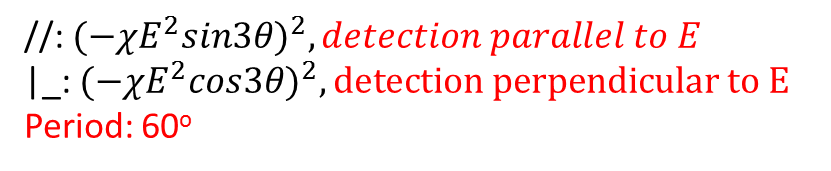 //: (−χE²sin3θ)², detection parallel to E
|_: (−χE²cos3θ)², detection perpendicular to E
Period: 60°